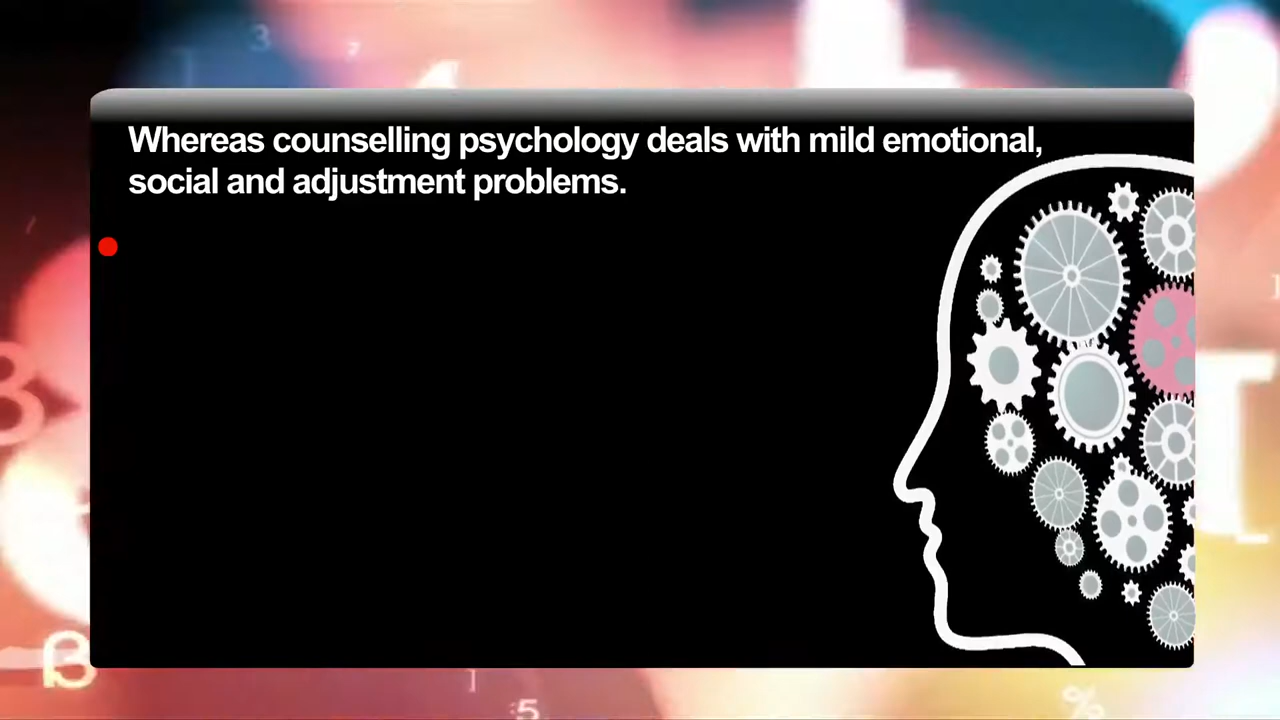 Whereas counselling psychology deals with mild emotional,
social and adjustment problems.